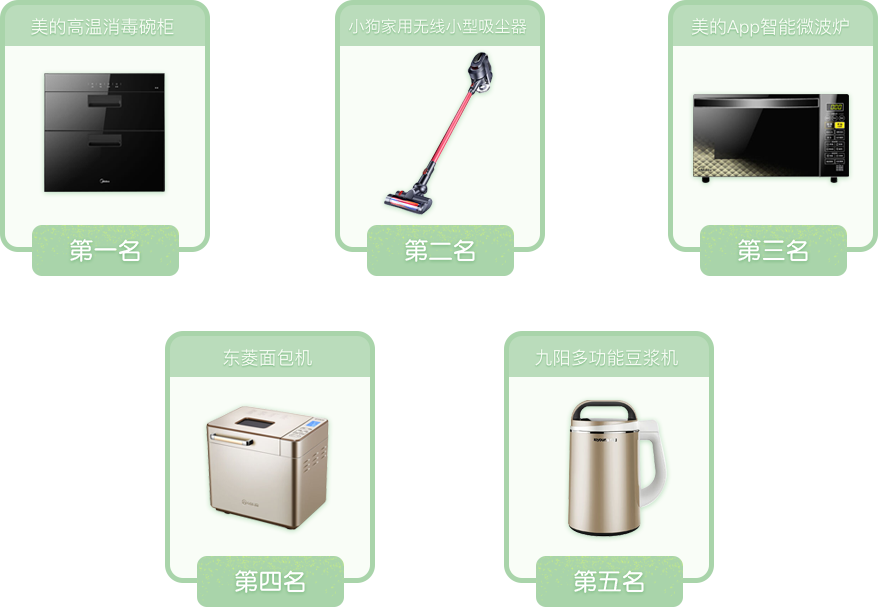 美的高温消毒碗柜
小狗家用无线小型吸尘器
美的App智能微波炉
第一名
第二名
第三名
东菱面包机
九阳多功能豆浆机
第四名
第五名